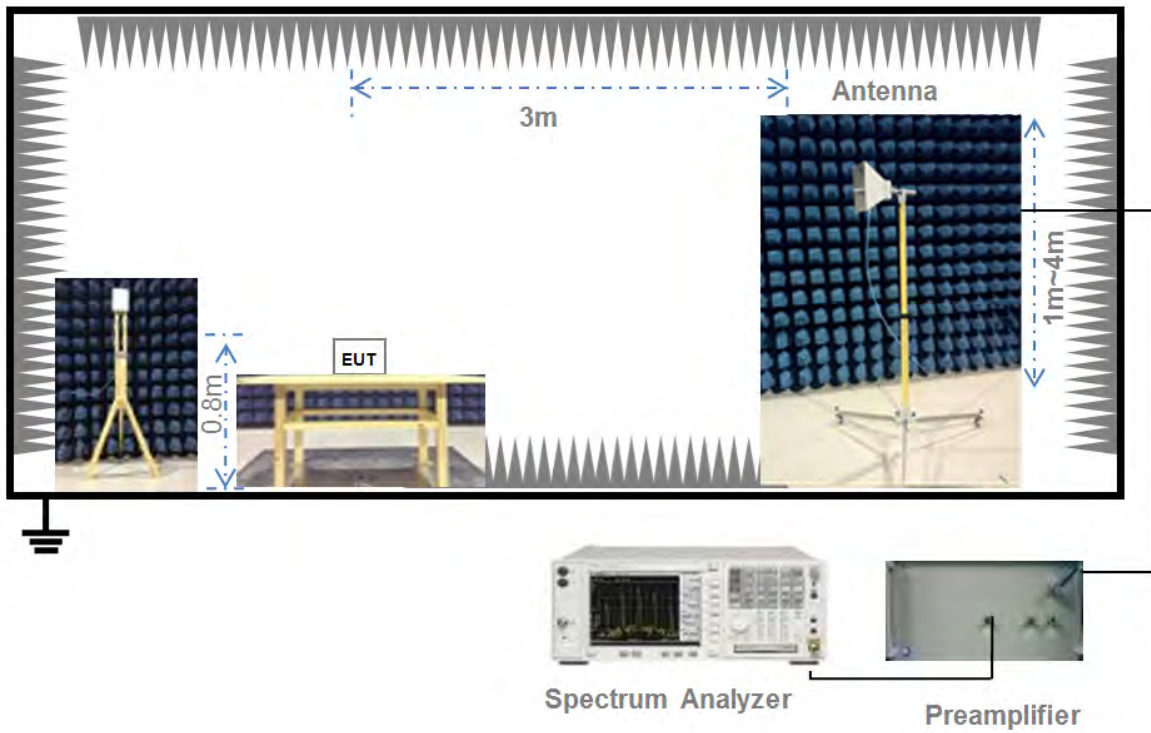 Antenna
3m
1m~4m
EUT
0.8m
Spectrum Analyzer
Preamplifier